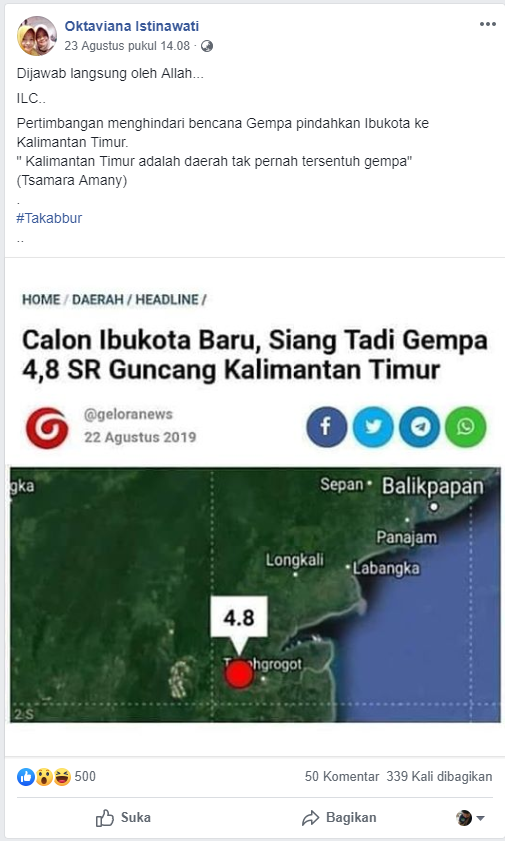 Oktaviana Istinawati
23 Agustus pukul 14.08 ·
Dijawab langsung oleh Allah...
ILC..
Pertimbangan menghindari bencana Gempa pindahkan Ibukota ke
Kalimantan Timur.
" Kalimantan Timur adalah daerah tak pernah tersentuh gempa"
(Tsamara Amany)
.
#Takabbur
..
HOME / DAERAH / HEADLINE /
Calon Ibukota Baru, Siang Tadi Gempa
4,8 SR Guncang Kalimantan Timur
@geloranews
22 Agustus 2019
gka
Sepan
Balikpapan
Panajam
Longkali
Labangka
4.8
hgrogot
2 S
500
50 Komentar 339 Kali dibagikan
Suka
Bagikan